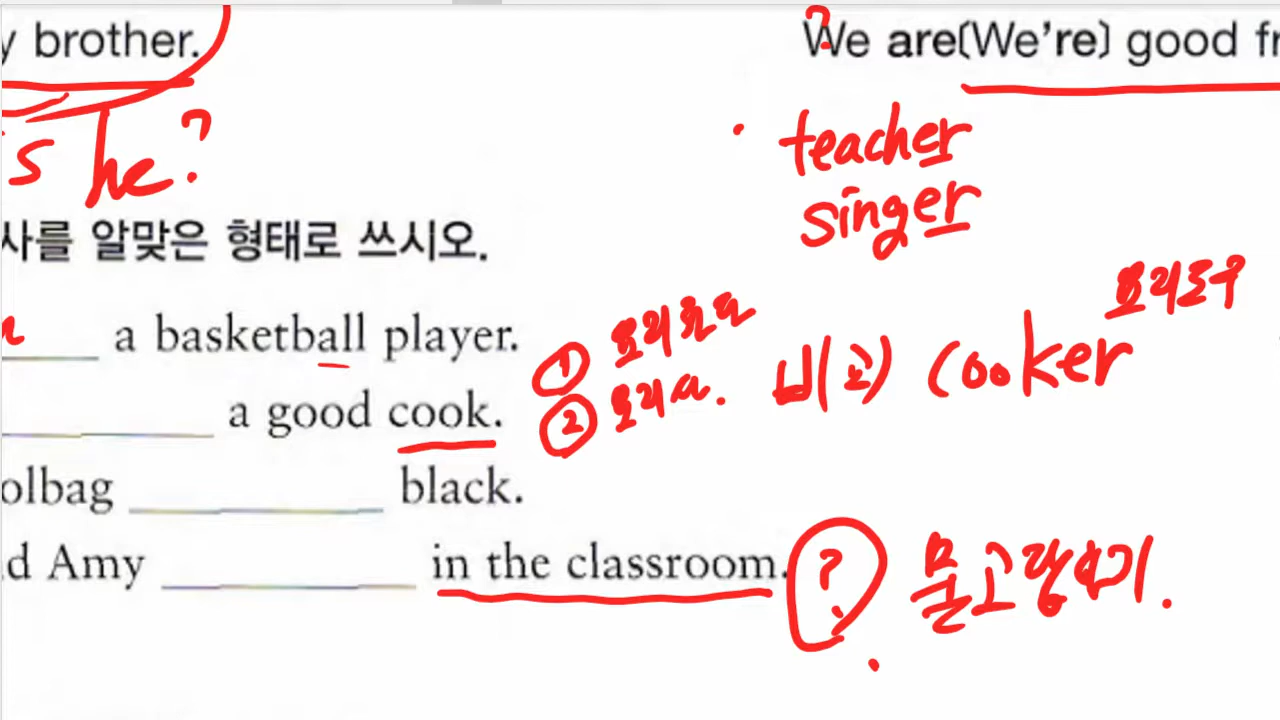 y brother.
We are(We're) good fr
s he?
teacher
singer
사를 알맞은 형태로 쓰시오.
a basketball player.
① 요리하다
요리도구
a good cook.
② 요리사.
비교) cooker
olbag black.
d Amy in the classroom.
? 물고랑하기.